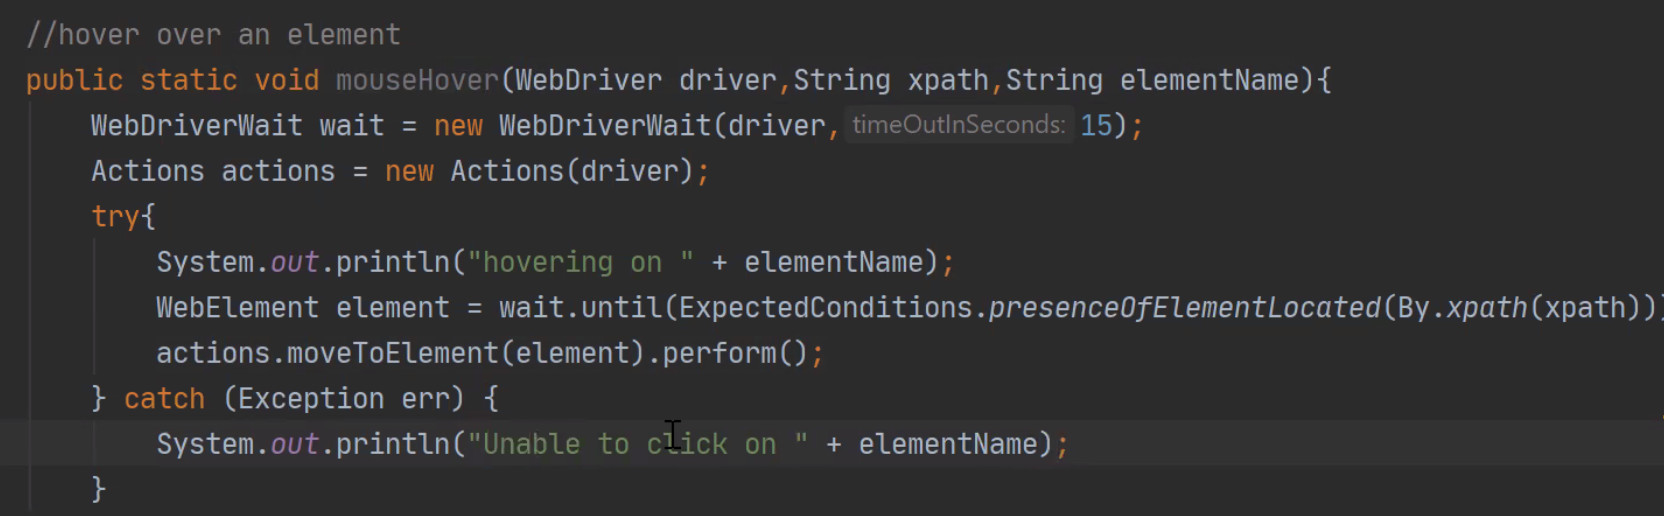 //hover over an element
public static void mouseHover(WebDriver driver,String xpath,String elementName){
WebDriverWait wait = new WebDriverWait(driver, timeOutInSeconds: 15);
Actions actions = new Actions(driver);
try{
System.out.println("hovering on " + elementName);
WebElement element = wait.until(ExpectedConditions.presenceOfElementLocated(By.xpath(xpath)))
actions.moveToElement(element).perform();
} catch (Exception err) {
System.out.println("Unable to click on " + elementName);
}